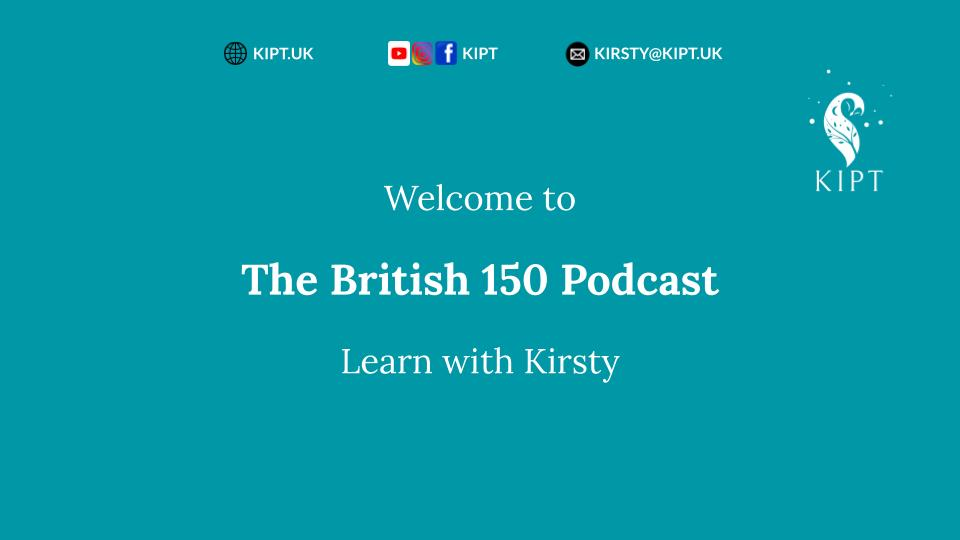 KIPT.UK KIPT KIRSTY@KIPT.UK
KIPT
Welcome to
The British 150 Podcast
Learn with Kirsty